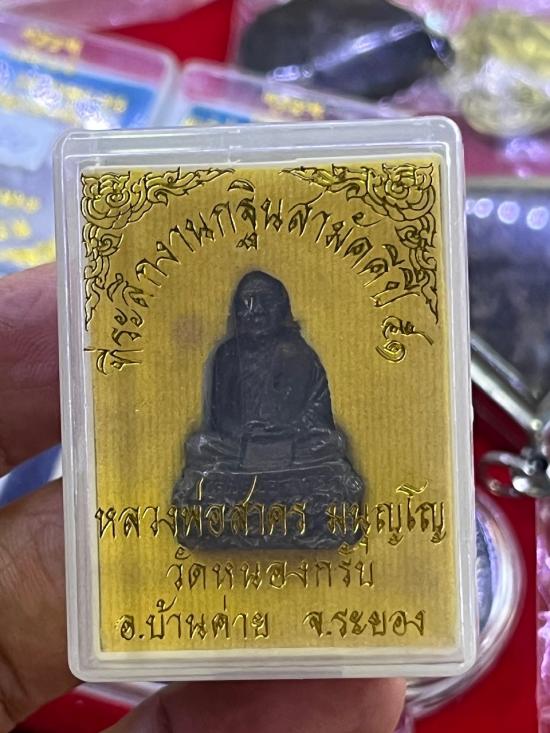 ที่ระลึกงานกฐินสามัคคีปี
หลวงพ่อสาคร มนุญฺโญ
วัดหนองกรับ
อ.บ้านค่าย จ.ระยอง